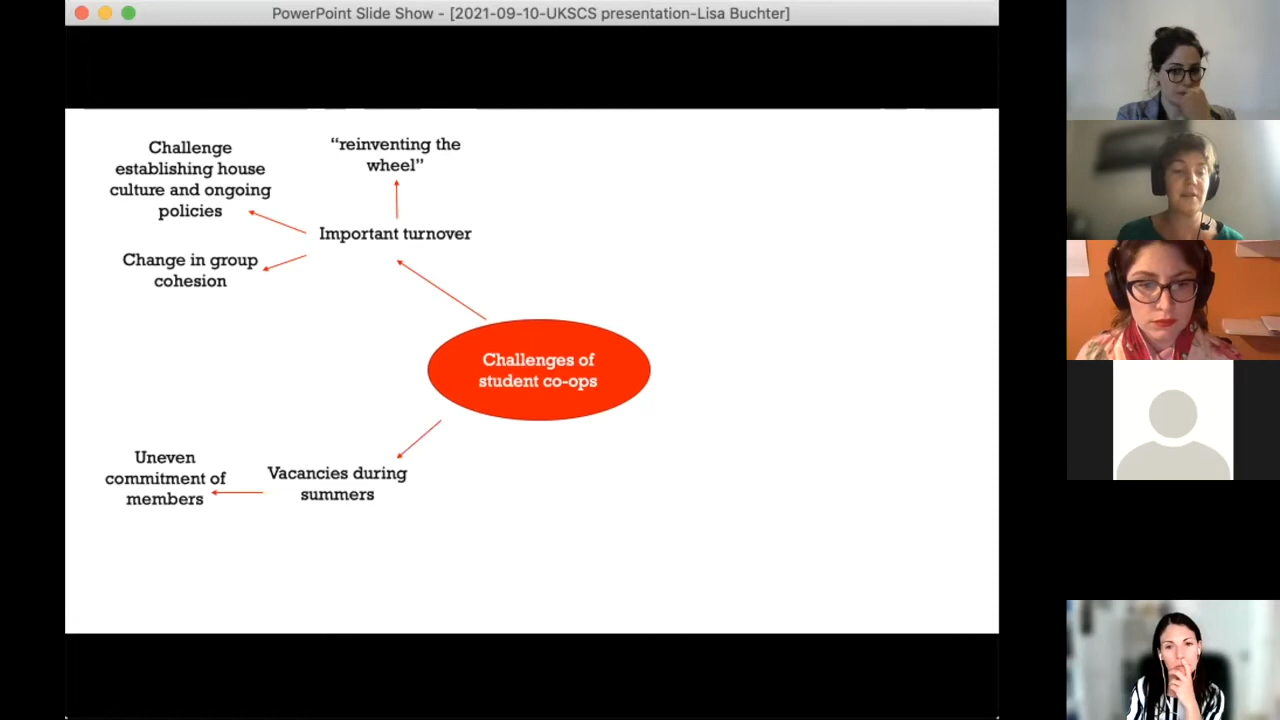 PowerPoint Slide Show - [2021-09-10-UKSCS presentation-Lisa Buchter]
Challenge
establishing house
culture and ongoing
policies
“reinventing the
wheel”
Important turnover
Change in group
cohesion
Challenges of
student co-ops
Uneven
commitment of
members
Vacancies during
summers